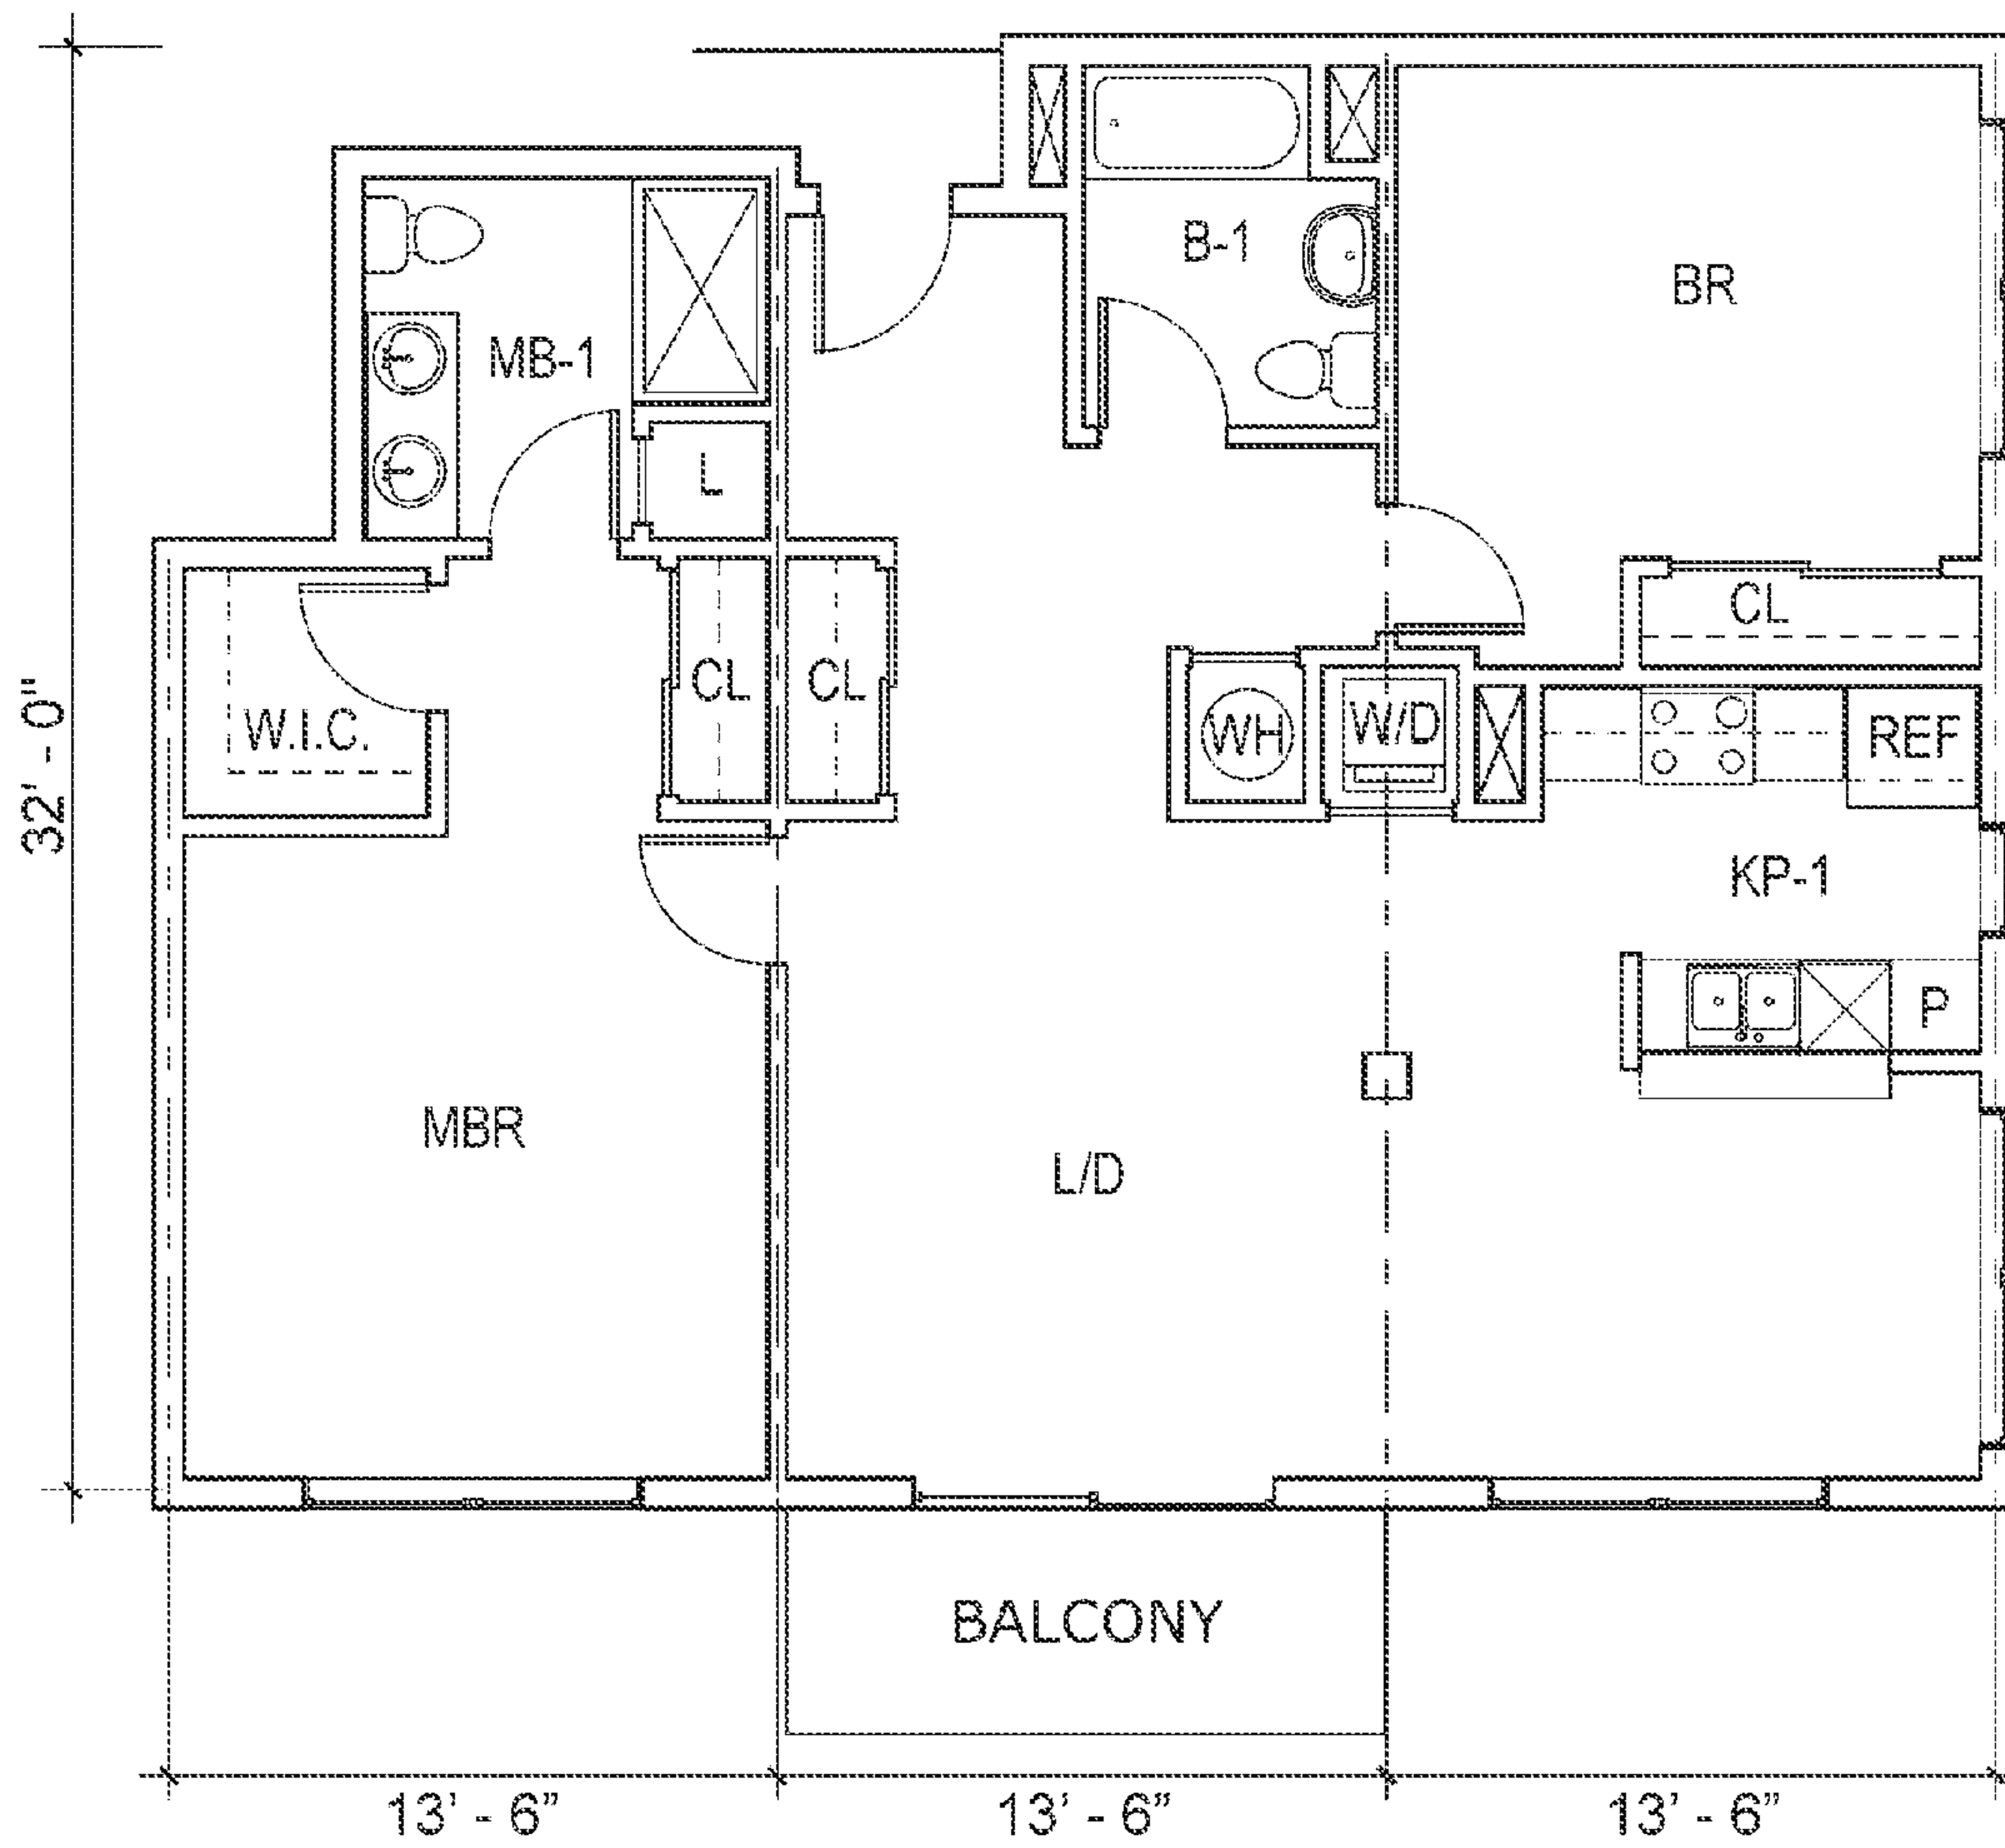 B-1
BR
MB-1
L
CL
CL
CL
W.I.C.
WH
W/D
REF
32' - 0"
KP-1
P
MBR
L/D
BALCONY
13' - 6”
13' - 6”
13' - 6”